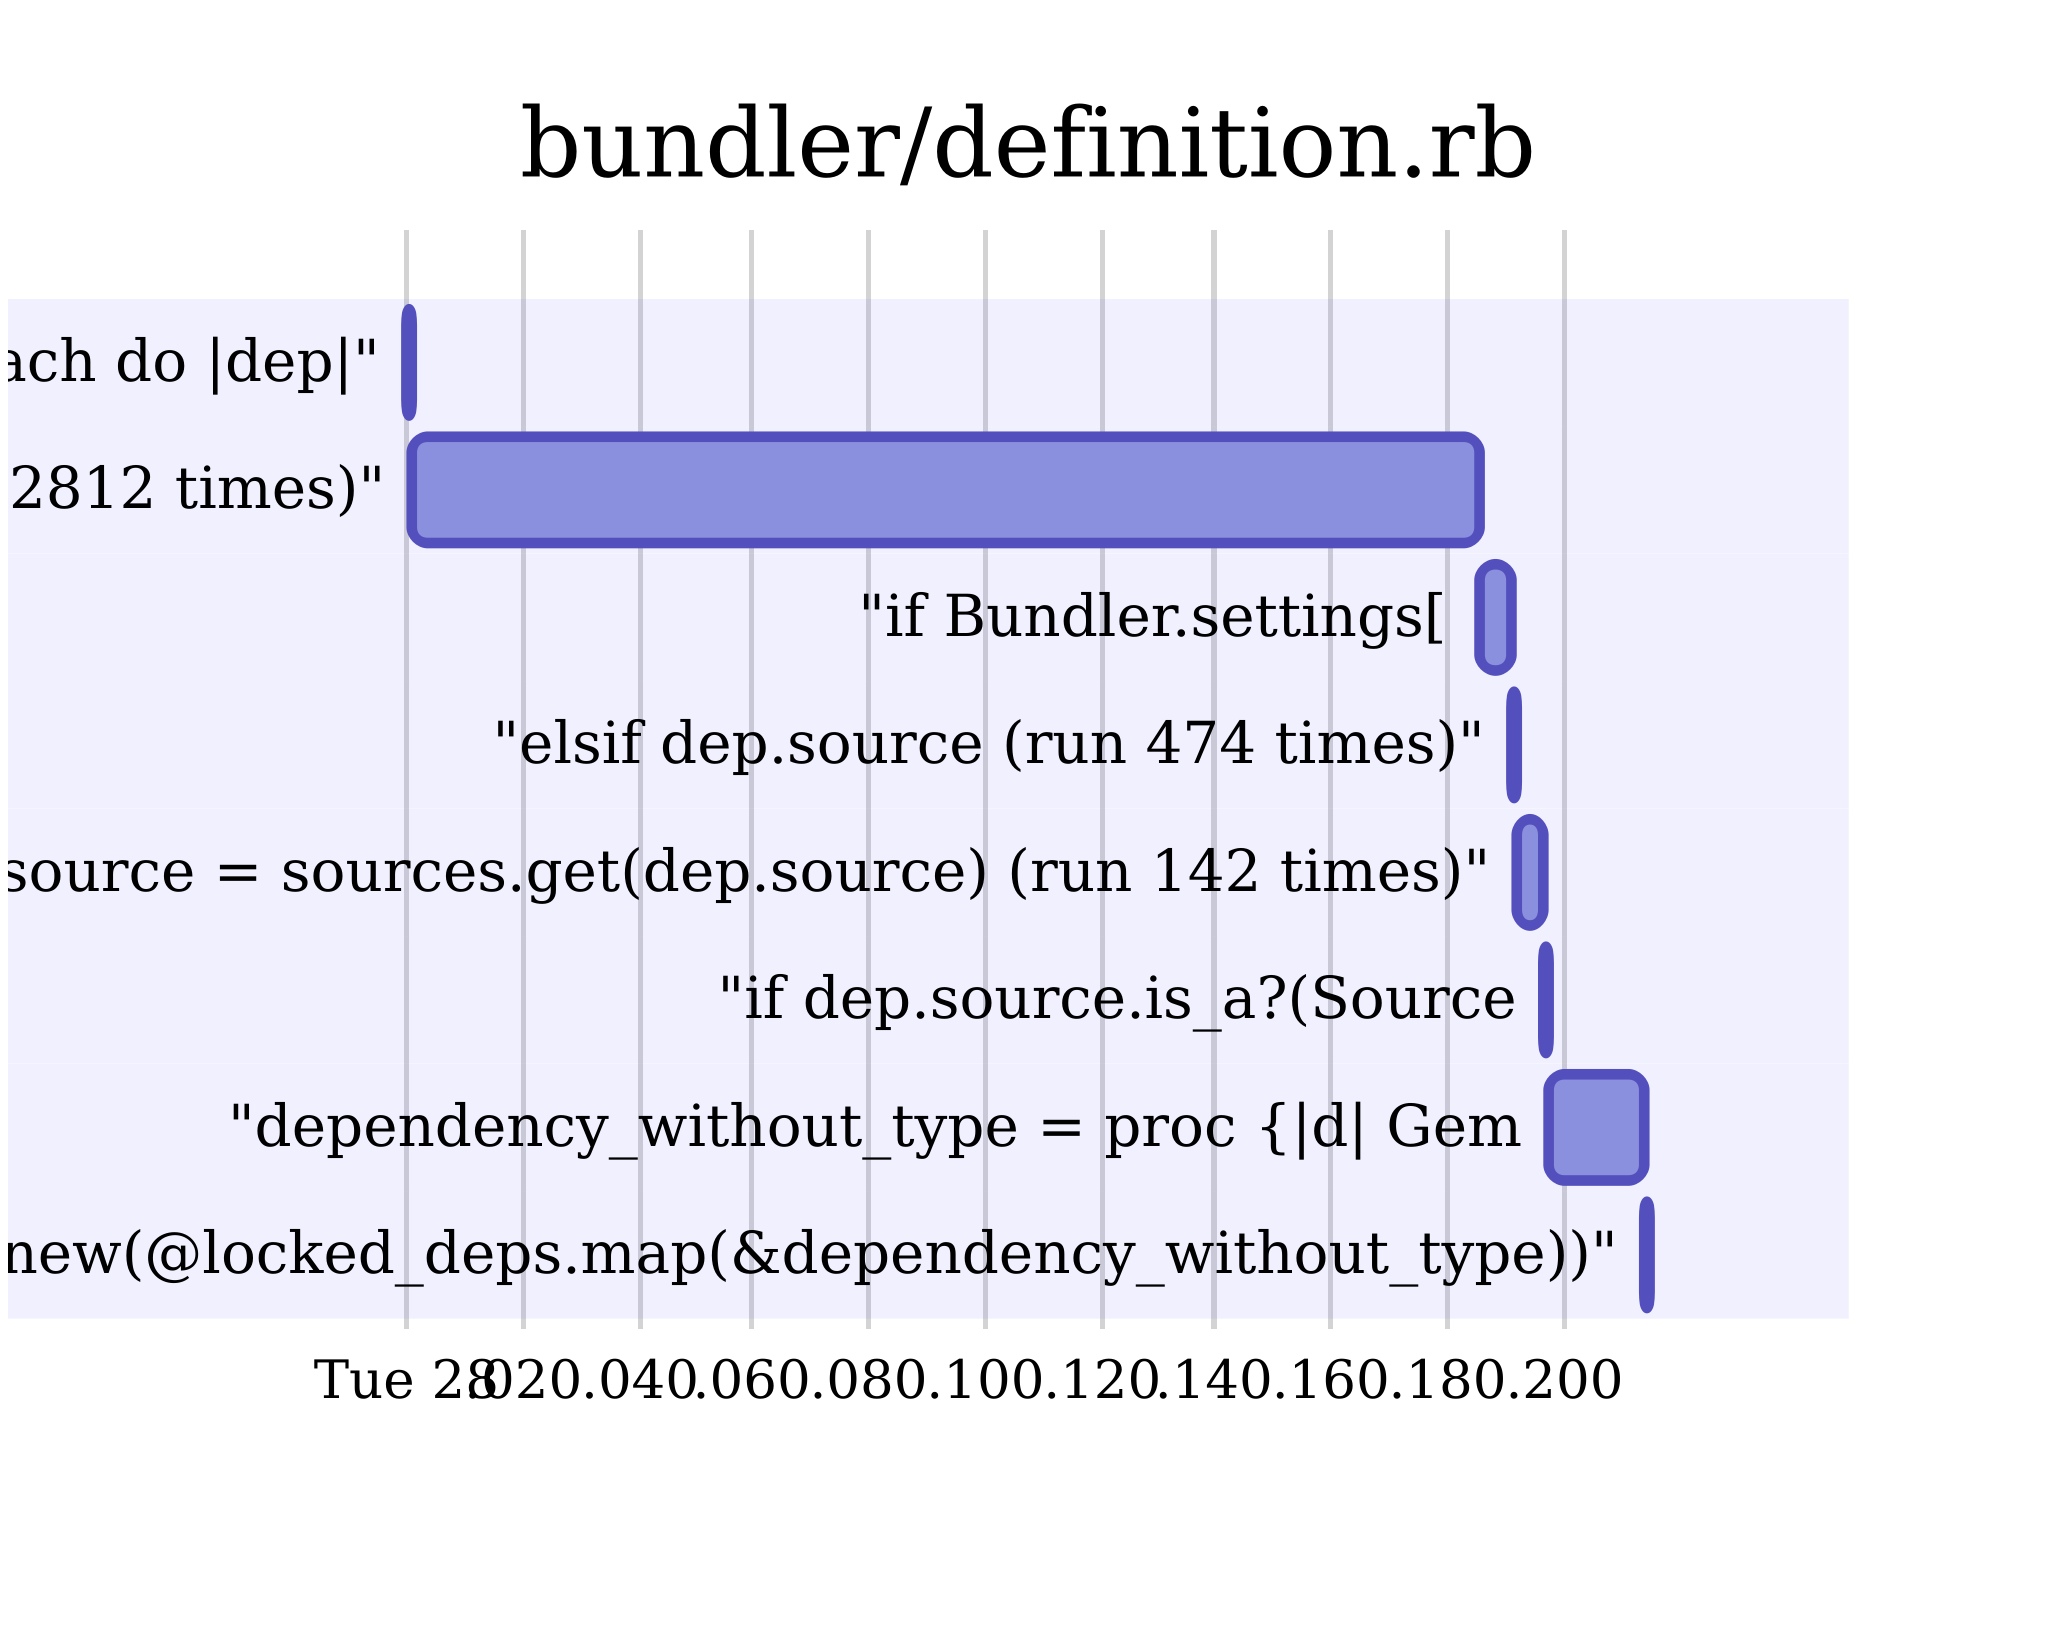 bundler/definition.rb
ach do |dep|"
2812 times)"
"if Bundler.settings[
"elsif dep.source (run 474 times)"
source = sources.get(dep.source) (run 142 times)"
"if dep.source.is_a?(Source
"dependency_without_type = proc {|d| Gem
new(@locked_deps.map(&dependency_without_type))"
Tue 28 .020 .040 .060 .080 .100 .120 .140 .160 .180 .200